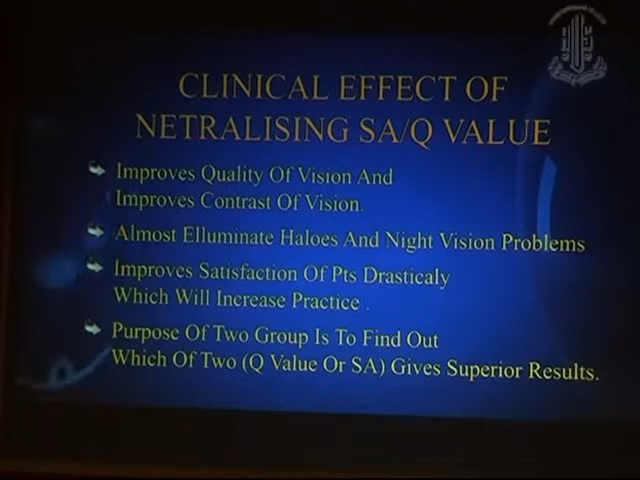 CLINICAL EFFECT OF
NETRALISING SA/Q VALUE
Improves Quality Of Vision And
Improves Contrast Of Vision.
Almost Elluminate Haloes And Night Vision Problems
Improves Satisfaction Of Pts Drasticaly
Which Will Increase Practice .
Purpose Of Two Group Is To Find Out
Which Of Two (Q Value Or SA) Gives Superior Results.